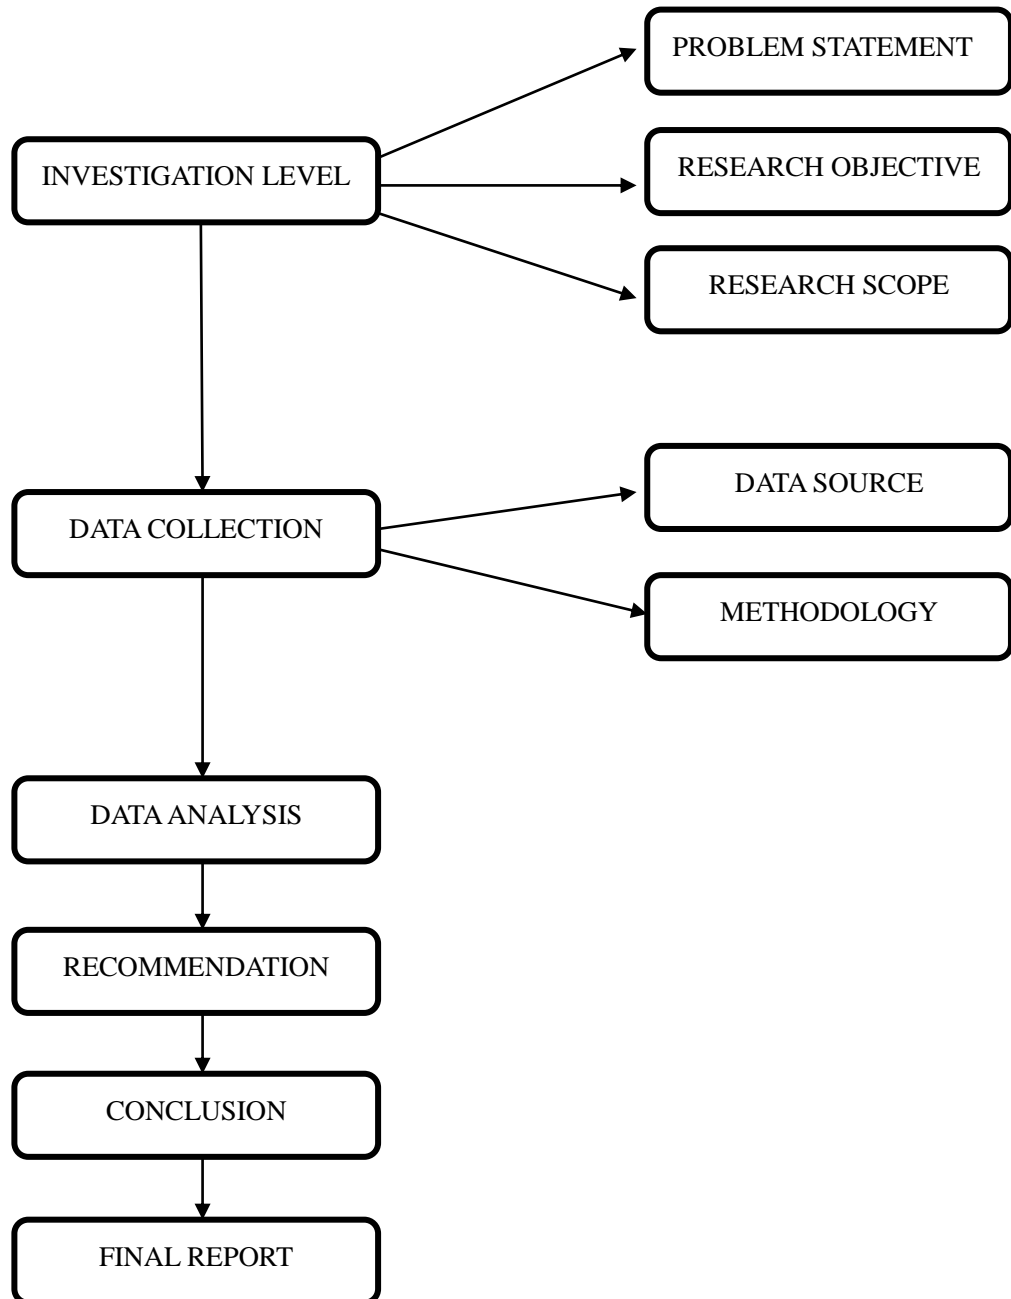 PROBLEM STATEMENT
INVESTIGATION LEVEL
RESEARCH OBJECTIVE
RESEARCH SCOPE
DATA SOURCE
DATA COLLECTION
METHODOLOGY
DATA ANALYSIS
RECOMMENDATION
CONCLUSION
FINAL REPORT